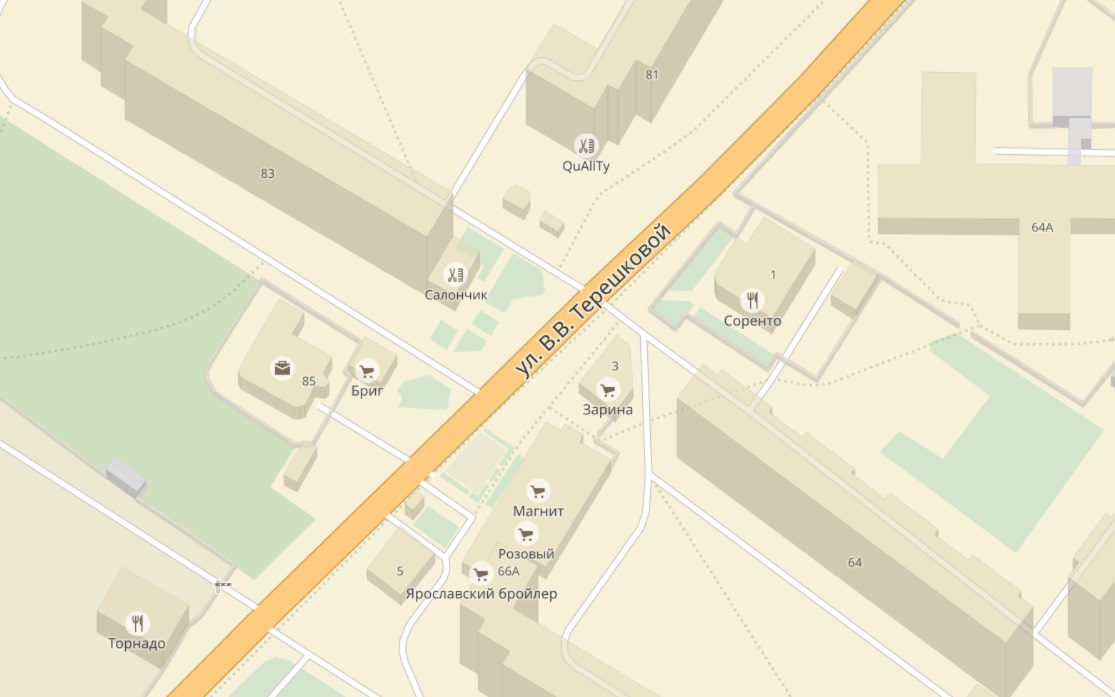 81
QuAliTy
83
64А
ул. В.В. Терешковой
1
Салончик
Соренто
3
85
Бриг
Зарина
Магнит
Розовый
66А
5
64
Ярославский бройлер
Торнадо